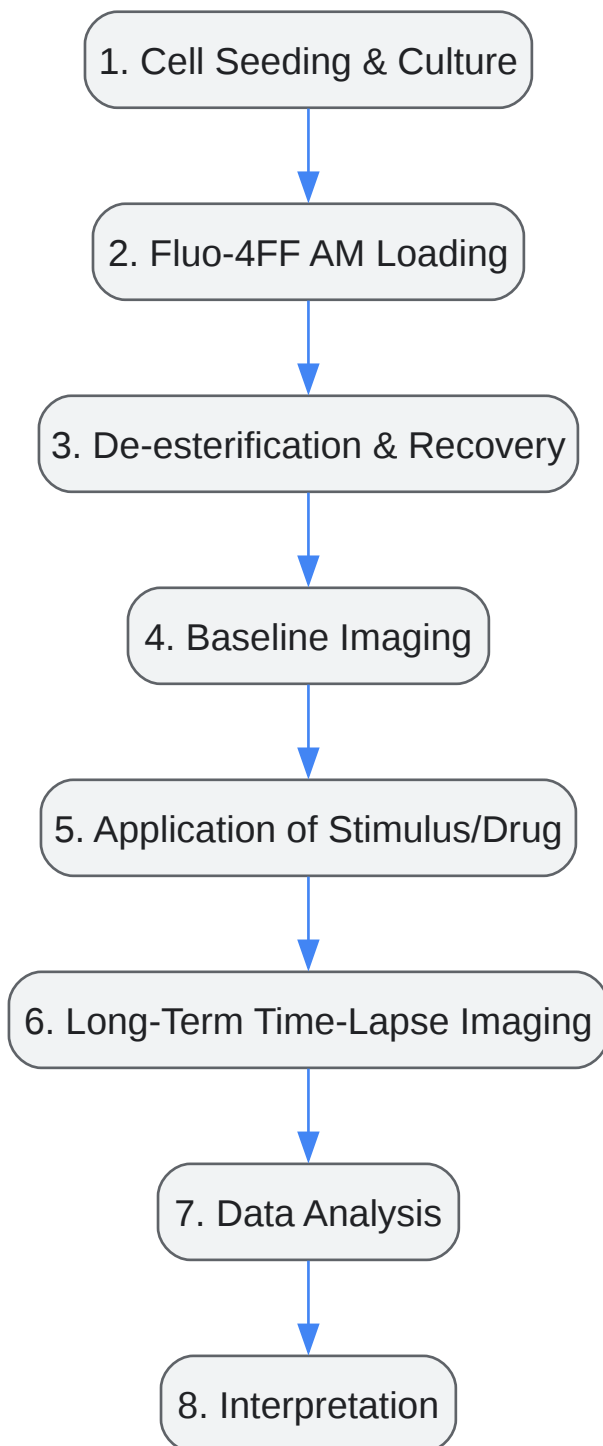 1. Cell Seeding & Culture
2. Fluo-4FF AM Loading
3. De-esterification & Recovery
4. Baseline Imaging
5. Application of Stimulus/Drug
6. Long-Term Time-Lapse Imaging
7. Data Analysis
8. Interpretation